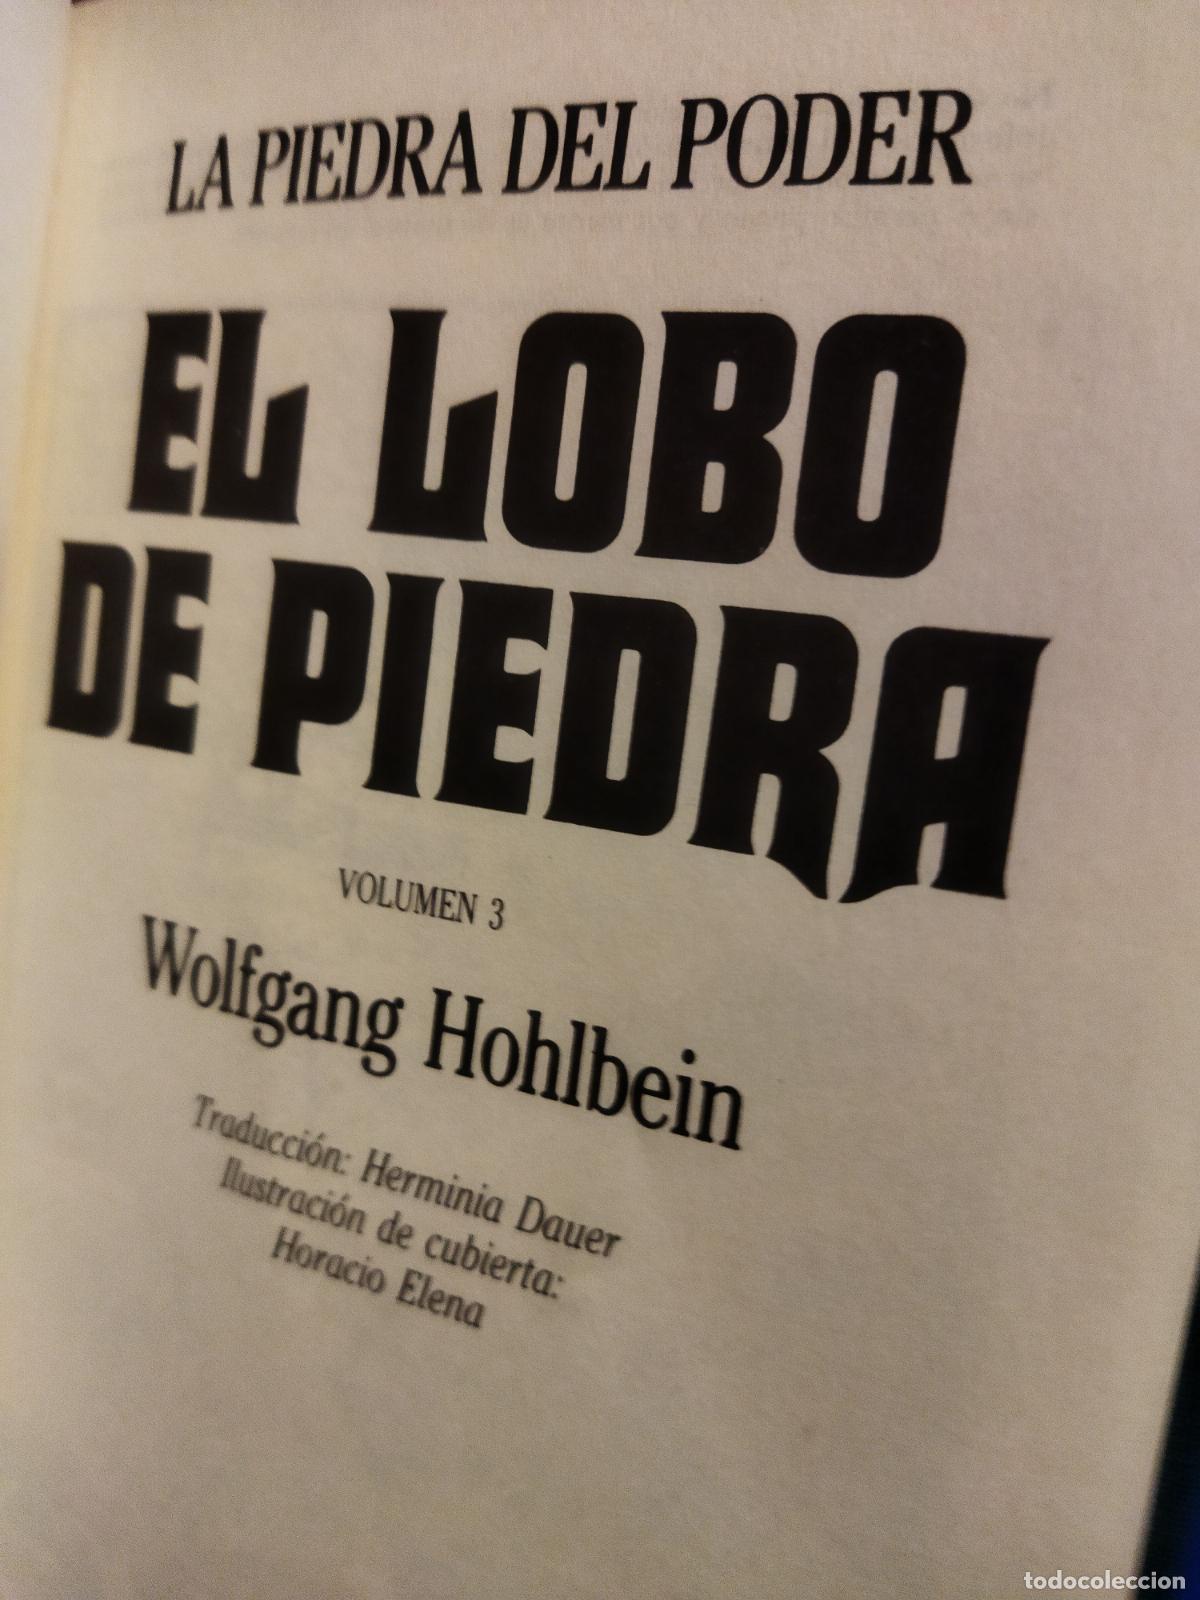 LA PIEDRA DEL PODER
EL LOBO
DE PIEDRA
VOLUMEN 3
Wolfgang Hohlbein
Traducción: Herminia Dauer
Ilustración de cubierta:
Horacio Elena
todocoleccion